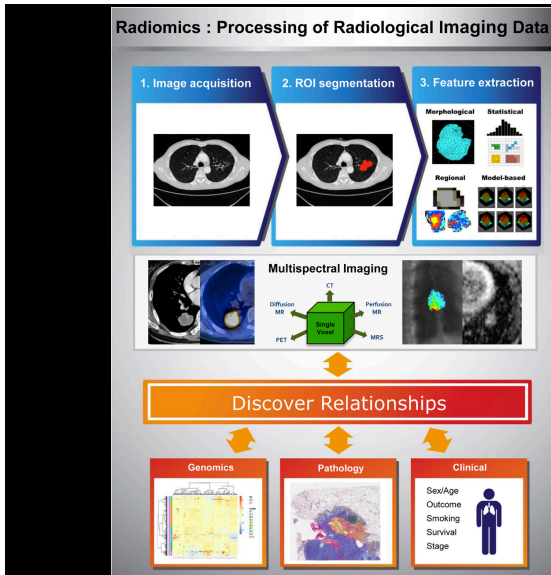 Radiomics : Processing of Radiological Imaging Data
1. Image acquisition
2. ROI segmentation
3. Feature extraction
Morphological
Statistical
Regional
Model-based
Multispectral Imaging
CT
Diffusion
MR
Perfusion
MR
Single
Voxel
PET
MRS
Discover Relationships
Genomics
Pathology
Clinical
Sex/Age
Outcome
Smoking
Survival
Stage